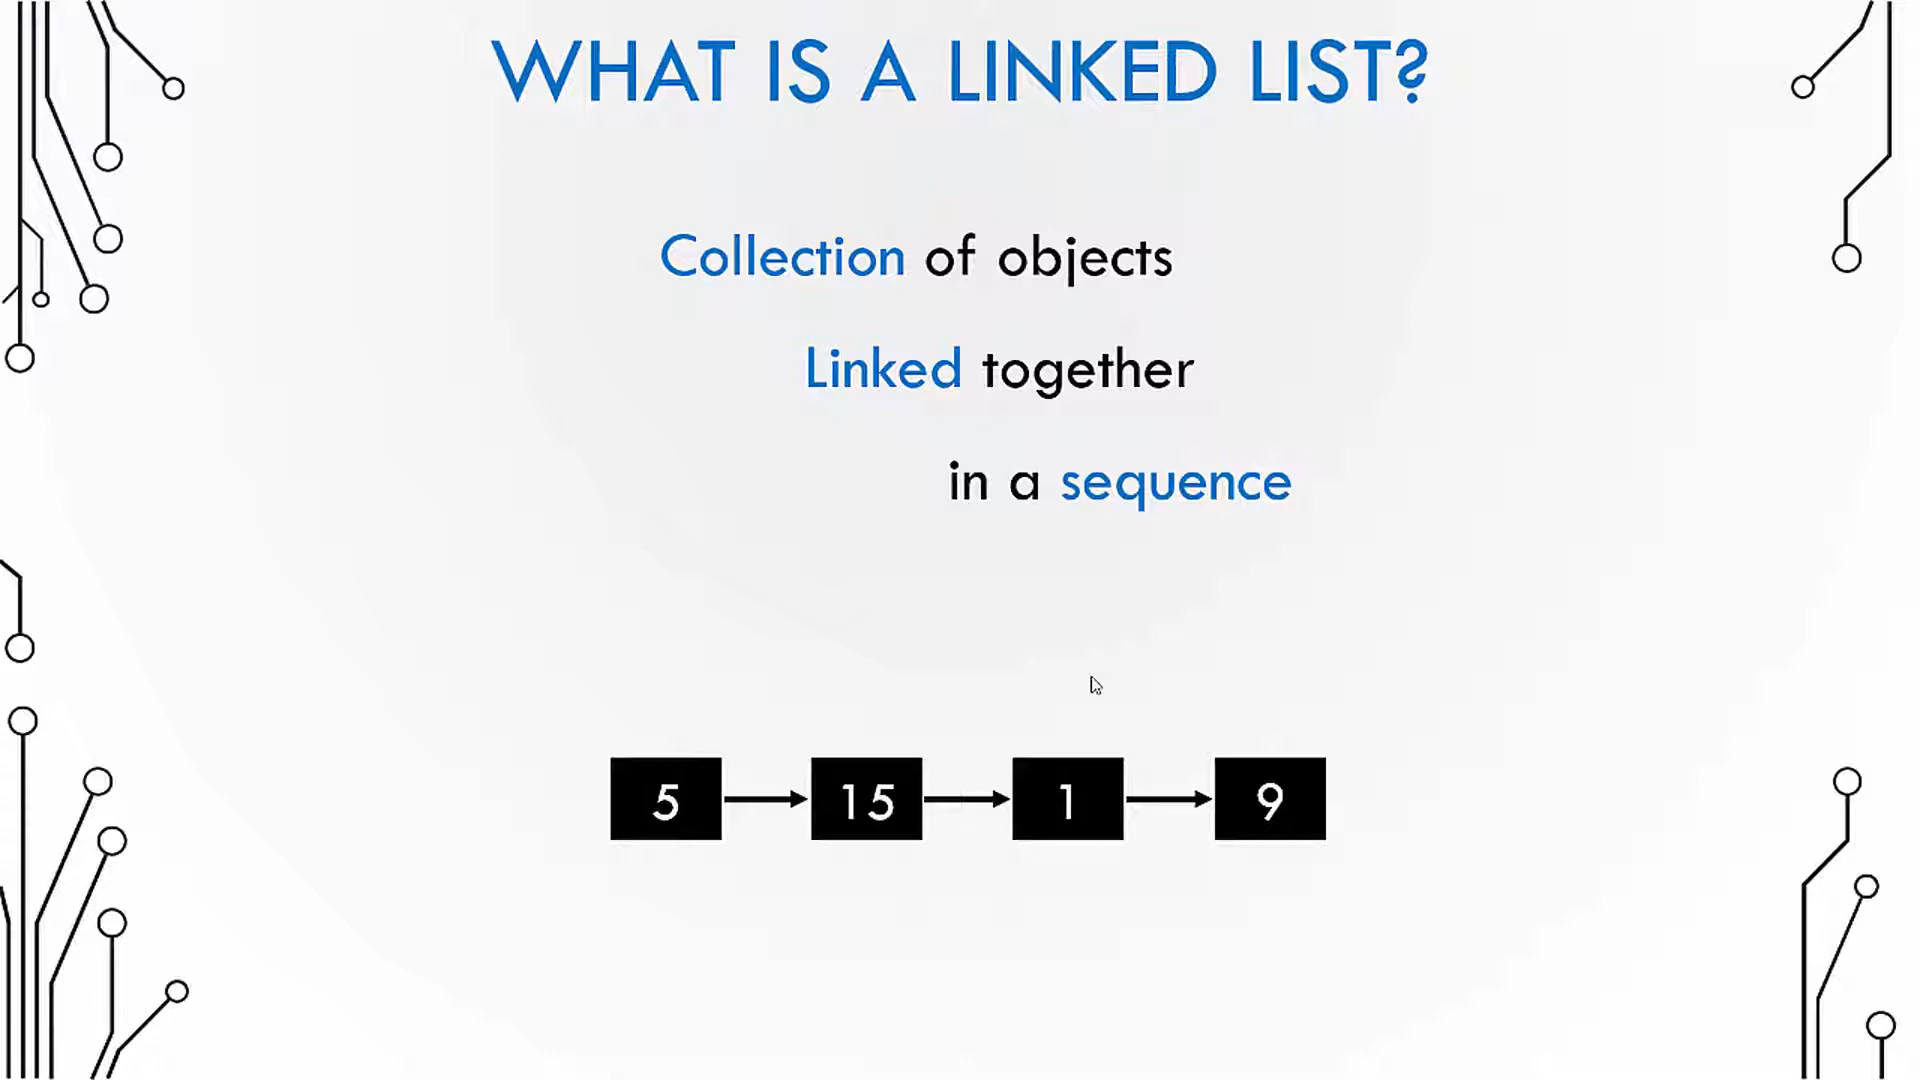 WHAT IS A LINKED LIST?
Collection of objects
Linked together
in a sequence
5 15 1 9